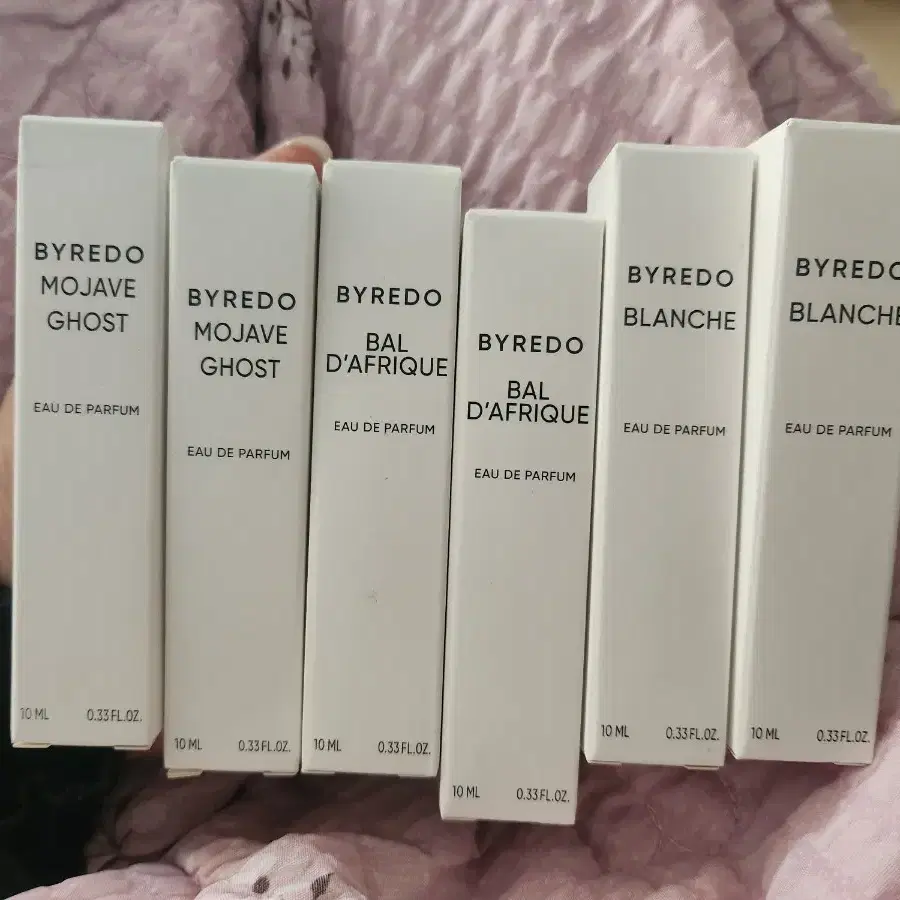 BYREDO
MOJAVE
GHOST
EAU DE PARFUM
10 ML 0.33 FL.OZ.
BYREDO
MOJAVE
GHOST
EAU DE PARFUM
10 ML 0.33 FL.OZ.
BYREDO
BAL
D'AFRIQUE
EAU DE PARFUM
10 ML 0.33 FL.OZ.
BYREDO
BAL
D'AFRIQUE
EAU DE PARFUM
10 ML 0.33 FL.OZ.
BYREDO
BLANCHE
EAU DE PARFUM
10 ML 0.33 FL.OZ.
BYREDO
BLANCHE
EAU DE PARFUM
10 ML 0.33 FL.OZ.